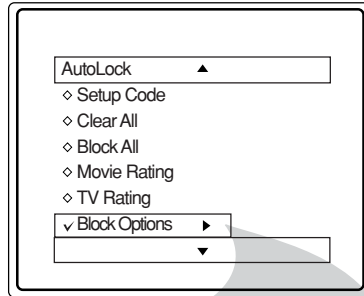 AutoLock ▲
◇ Setup Code
◇ Clear All
◇ Block All
◇ Movie Rating
◇ TV Rating
✓ Block Options ▶
▼